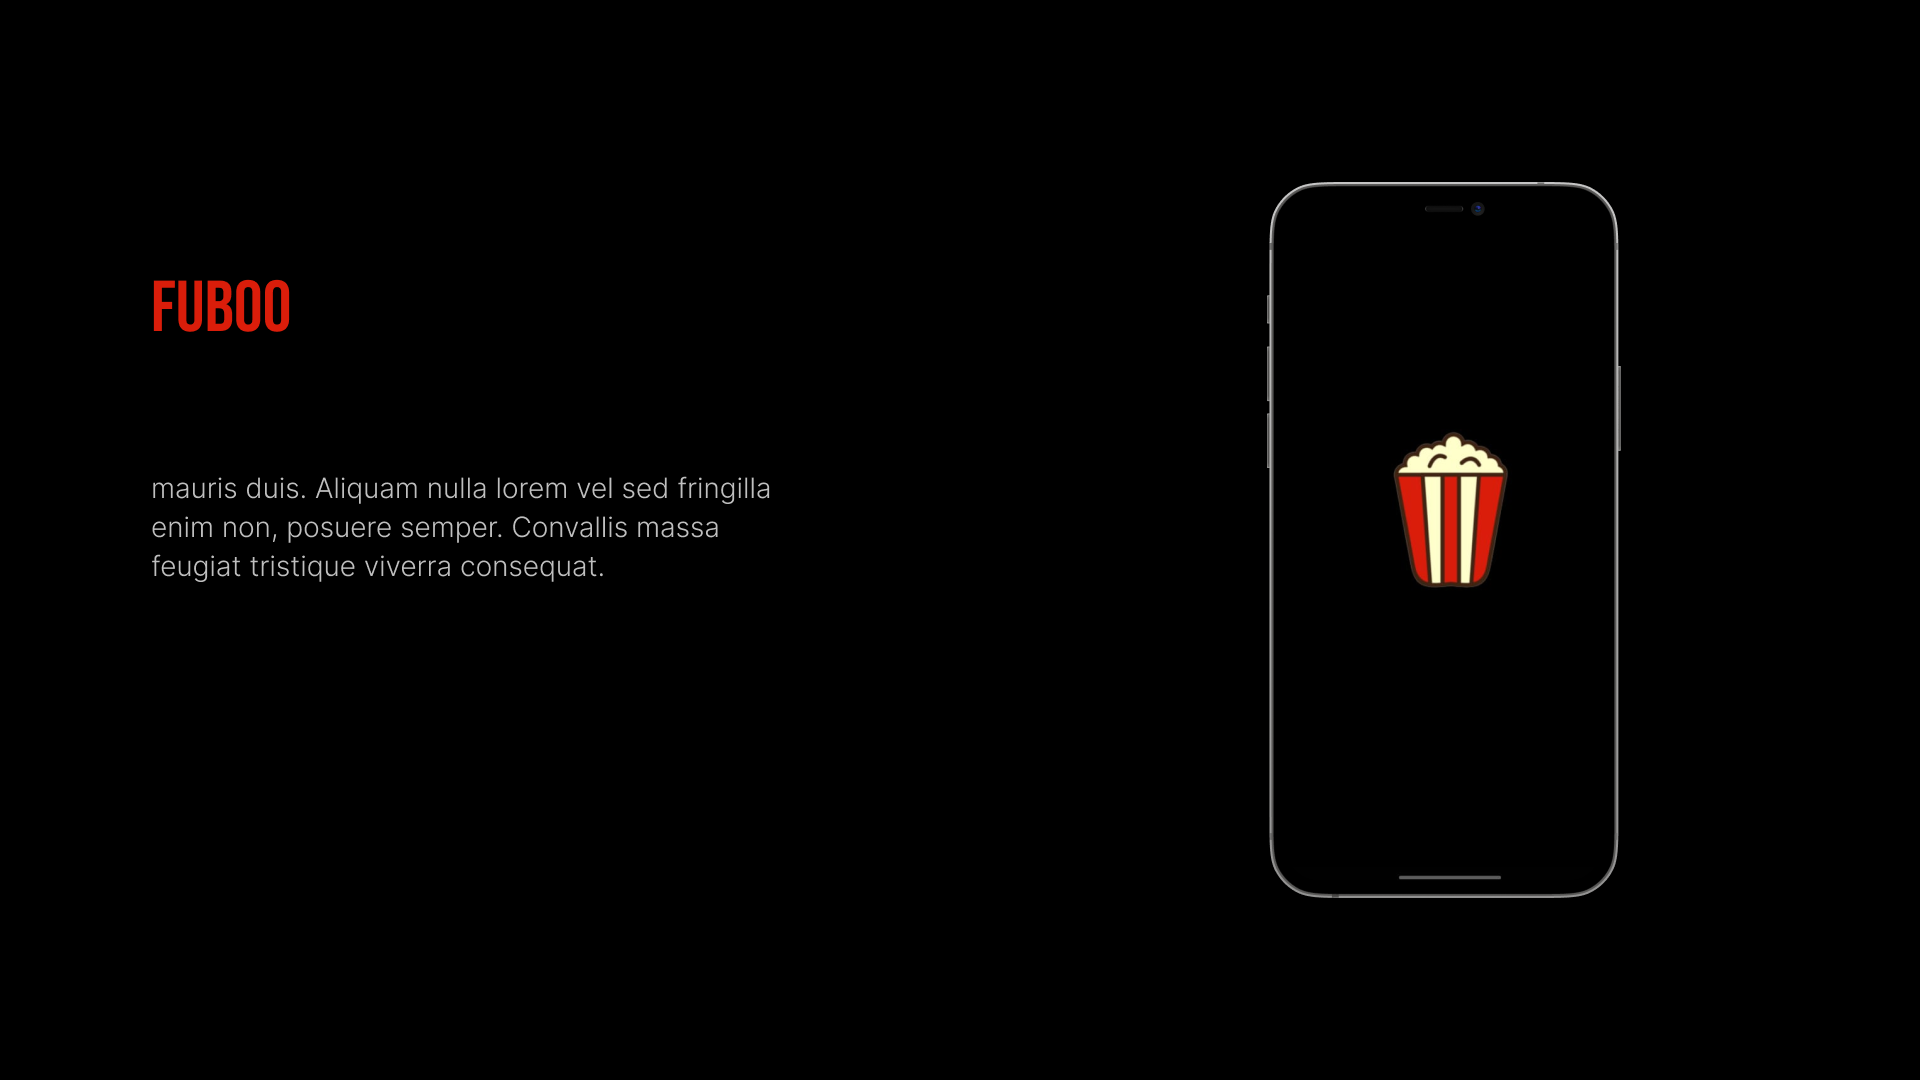 FUBOO
mauris duis. Aliquam nulla lorem vel sed fringilla
enim non, posuere semper. Convallis massa
feugiat tristique viverra consequat.